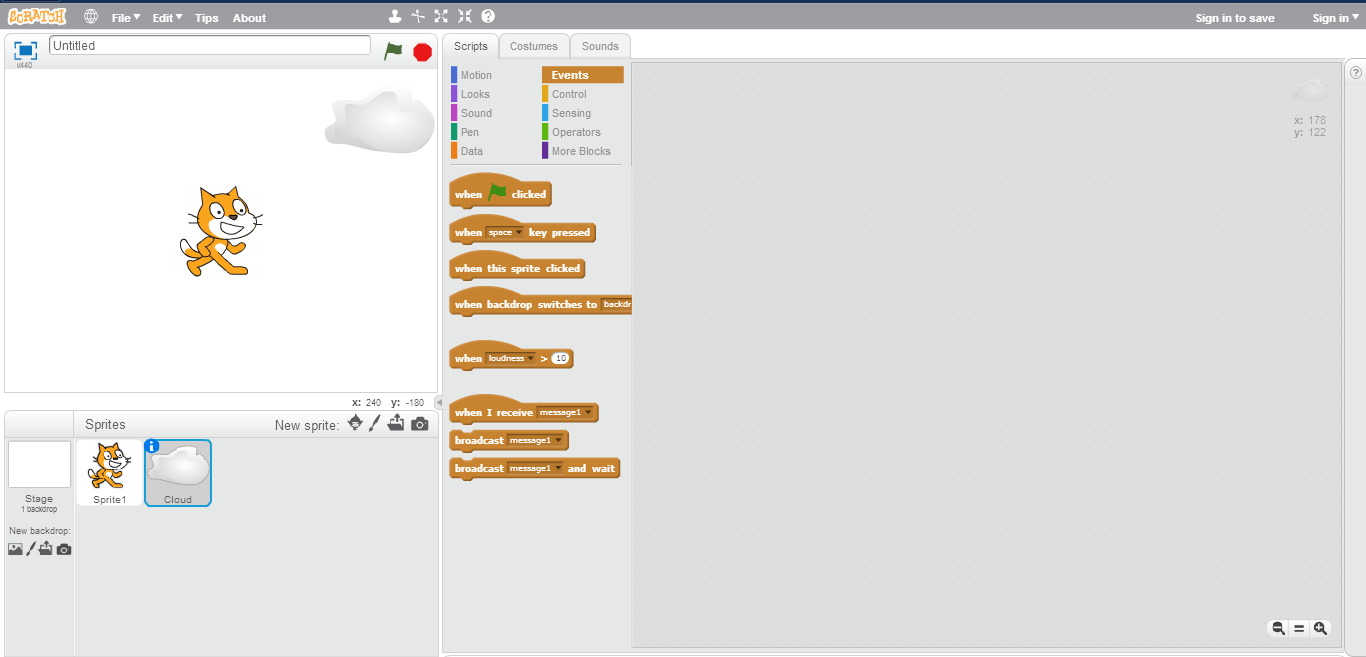 SCRATCH File Edit Tips About Sign in to save Sign in
v440
Untitled
Scripts Costumes Sounds
Motion Events
Looks Control
Sound Sensing
Pen Operators
Data More Blocks
x: 178
y: 122
when clicked
when space key pressed
when this sprite clicked
when backdrop switches to backdr
when loudness > 10
when I receive message1
broadcast message1
broadcast message1 and wait
x: 240 y: -180
Sprites New sprite:
Stage
1 backdrop
New backdrop:
Sprite1
Cloud